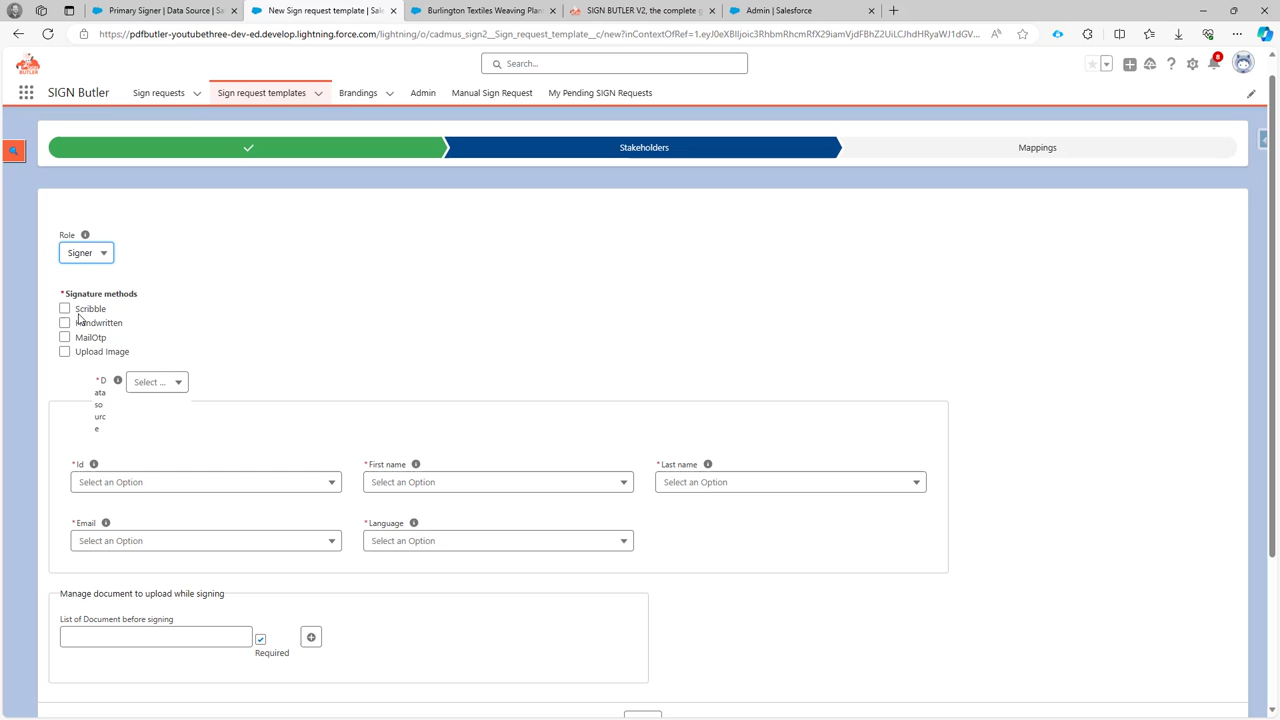 Primary Signer | Data Source | Sa
New Sign request template | Sale
Burlington Textiles Weaving Plan
SIGN BUTLER V2, the complete g
Admin | Salesforce
https://pdfbutler-youtubethree-dev-ed.develop.lightning.force.com/lightning/o/cadmus_sign2__Sign_request_template__c/new?inContextOfRef=
Search...
8
SIGN Butler
Sign requests
Sign request templates
Brandings
Admin
Manual Sign Request
My Pending SIGN Requests
Stakeholders
Mappings
Role
Signer
*Signature methods
Scribble
Handwritten
MailOtp
Upload Image
*D
ata
so
urc
e
Select ...
*Id
*First name
*Last name
Select an Option
Select an Option
Select an Option
*Email
*Language
Select an Option
Select an Option
Manage document to upload while signing
List of Document before signing
Required